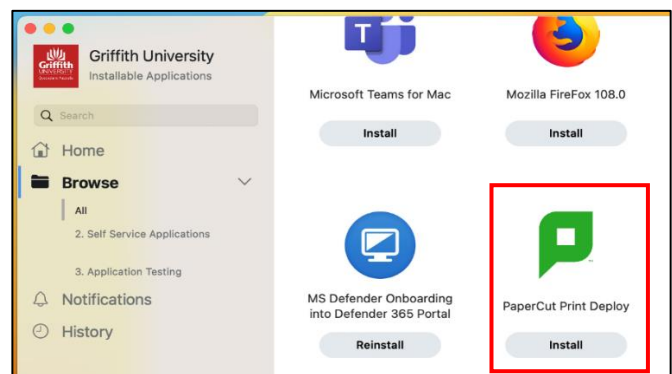 Griffith
UNIVERSITY
Griffith University
Installable Applications
Search
Home
Browse
All
2. Self Service Applications
3. Application Testing
Notifications
History
T
Microsoft Teams for Mac
Install
Mozilla FireFox 108.0
Install
MS Defender Onboarding
into Defender 365 Portal
Reinstall
PaperCut Print Deploy
Install